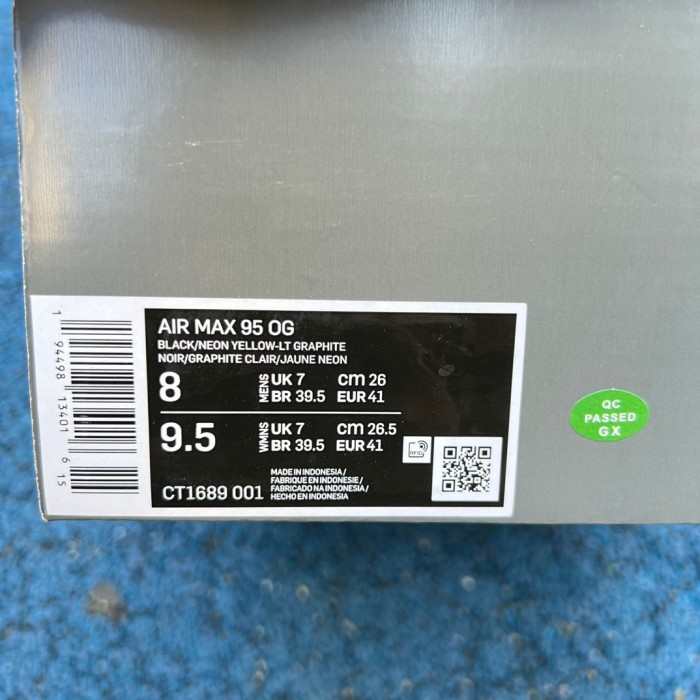 AIR MAX 95 OG
BLACK/NEON YELLOW-LT GRAPHITE
NOIR/GRAPHITE CLAIR/JAUNE NEON
8 MENS UK 7 cm 26
BR 39.5 EUR 41
9.5 WMNS UK 7 cm 26.5
BR 39.5 EUR 41
CT1689 001
MADE IN INDONESIA/
FABRIQUE EN INDONESIE/
FABRICADO NA INDONESIA/
HECHO EN INDONESIA
1 94498 13401 6 15
QC
PASSED
GX